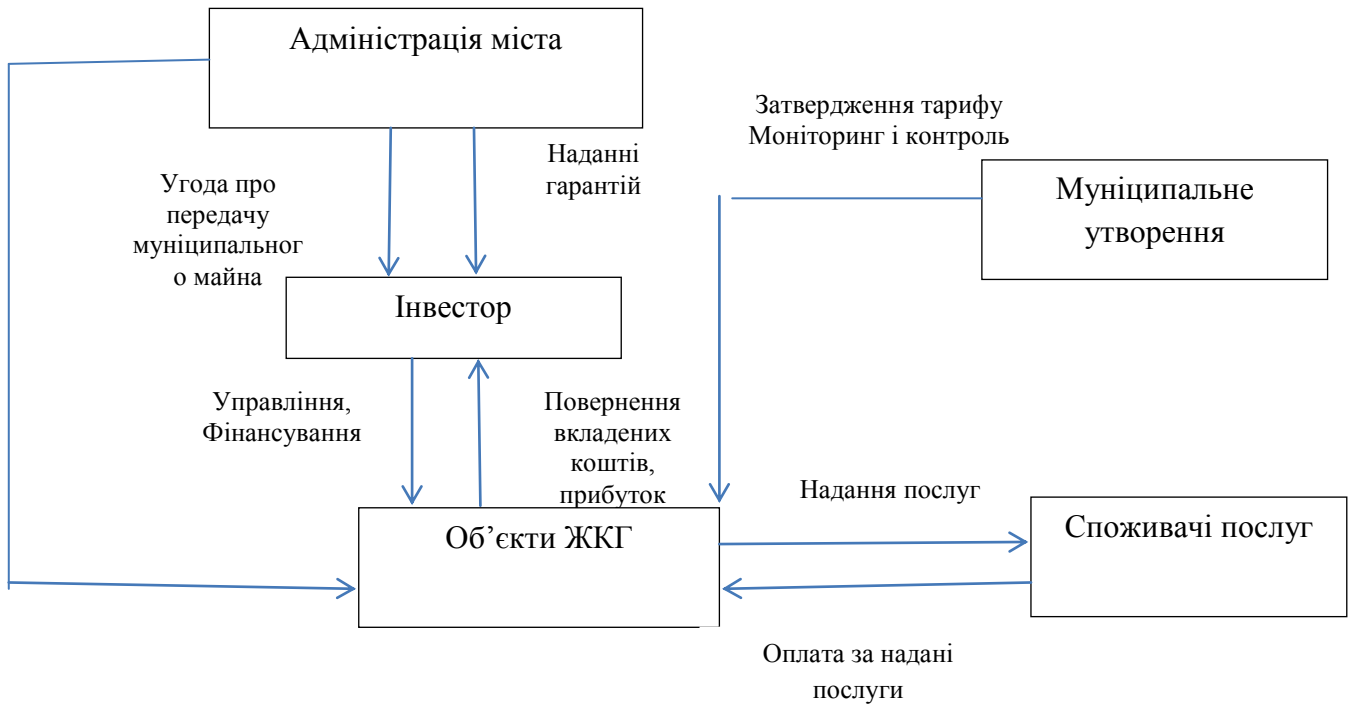 Адміністрація міста
Затвердження тарифу
Моніторинг і контроль
Наданні
гарантій
Угода про
передачу
муніципальног
о майна
Муніципальне
утворення
Інвестор
Управління,
Фінансування
Повернення
вкладених
коштів,
прибуток
Надання послуг
Об’єкти ЖКГ
Споживачі послуг
Оплата за надані
послуги